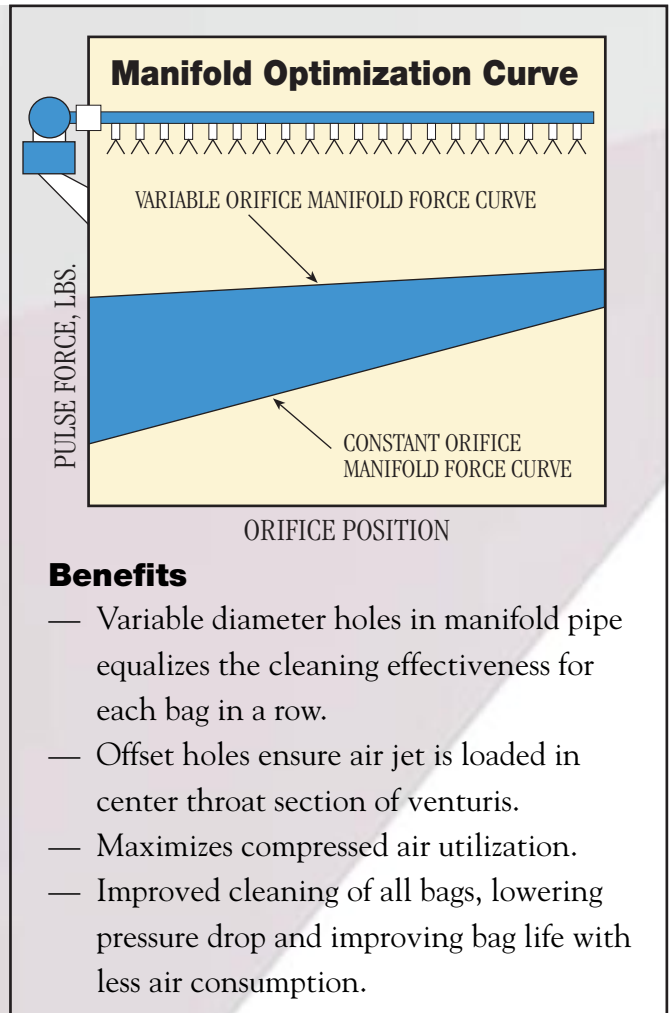 Manifold Optimization Curve
VARIABLE ORIFICE MANIFOLD FORCE CURVE
PULSE FORCE, LBS.
CONSTANT ORIFICE
MANIFOLD FORCE CURVE
ORIFICE POSITION
Benefits
— Variable diameter holes in manifold pipe
equalizes the cleaning effectiveness for
each bag in a row.
— Offset holes ensure air jet is loaded in
center throat section of venturis.
— Maximizes compressed air utilization.
— Improved cleaning of all bags, lowering
pressure drop and improving bag life with
less air consumption.